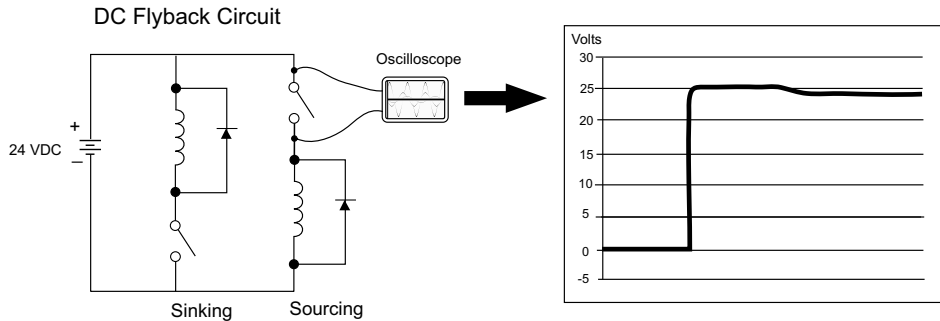 DC Flyback Circuit
Oscilloscope
+
24 VDC
–
Sinking
Sourcing
Volts
30
25
20
15
10
5
0
-5